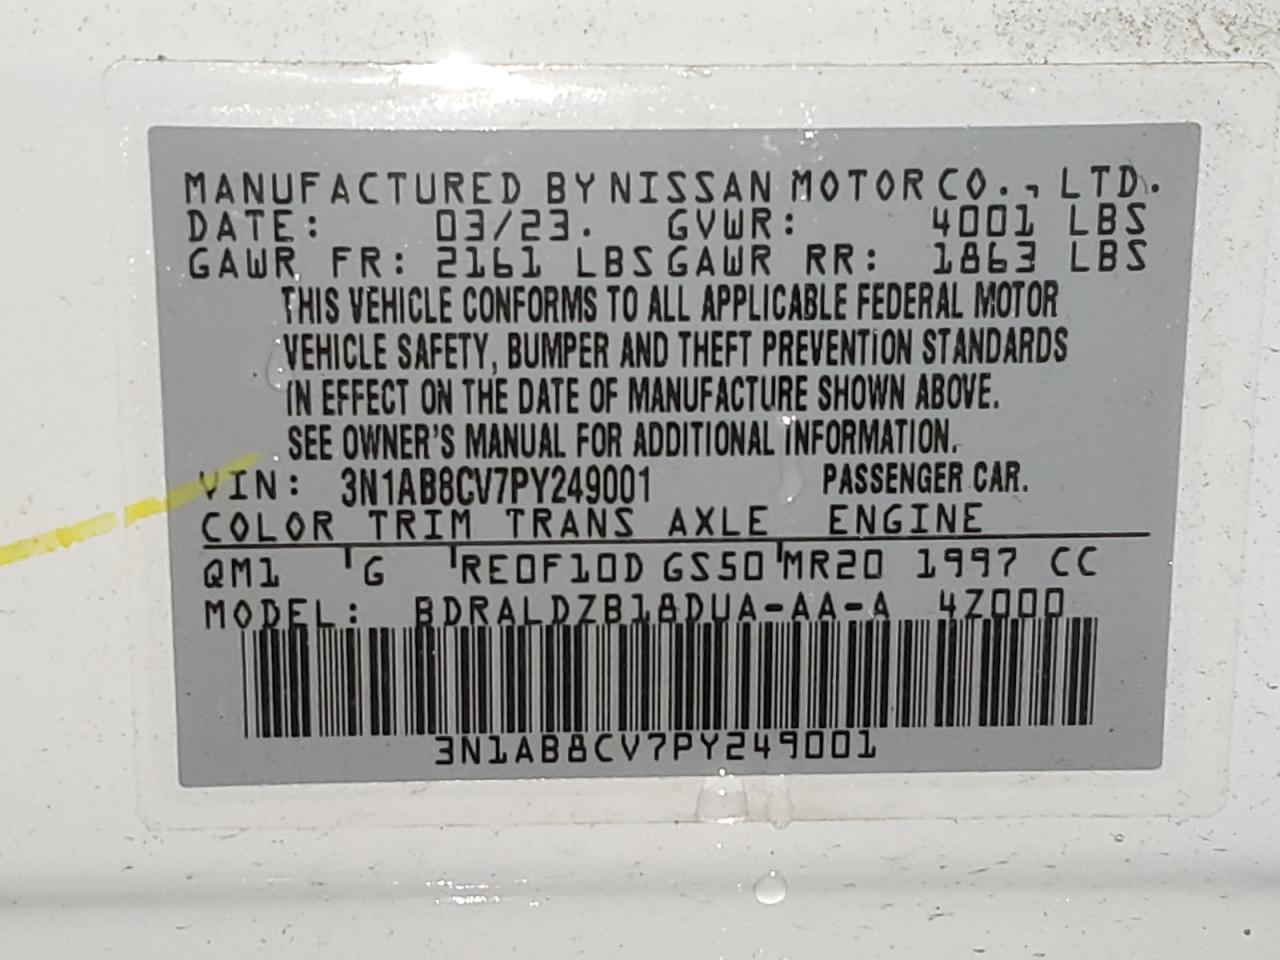 MANUFACTURED BY NISSAN MOTOR CO., LTD.
DATE: 03/23. GVWR: 4001 LBS
GAWR FR: 2161 LBS GAWR RR: 1863 LBS
THIS VEHICLE CONFORMS TO ALL APPLICABLE FEDERAL MOTOR
VEHICLE SAFETY, BUMPER AND THEFT PREVENTION STANDARDS
IN EFFECT ON THE DATE OF MANUFACTURE SHOWN ABOVE.
SEE OWNER'S MANUAL FOR ADDITIONAL INFORMATION.
VIN: 3N1AB8CV7PY249001 PASSENGER CAR.
COLOR TRIM TRANS AXLE ENGINE
QM1 G RE0F10D GS50 MR20 1997 CC
MODEL: BDRALDZB18DUA-AA-A 4Z000
3N1AB8CV7PY249001